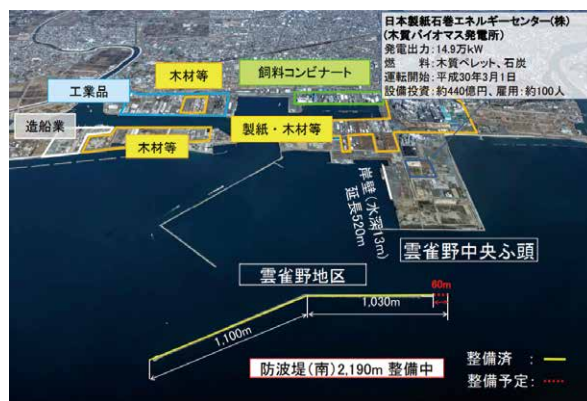 日本製紙石巻エネルギーセンター(株)
(木質バイオマス発電所)
発電出力:14.9万kW
燃　　料:木質ペレット、石炭
運転開始:平成30年3月1日
設備投資:約440億円、雇用:約100人
木材等
飼料コンビナート
工業品
造船業
製紙・木材等
木材等
岸壁(水深13m)
延長520m
雲雀野中央ふ頭
雲雀野地区
60m
1,030m
1,100m
防波堤(南)2,190m 整備中
整備済 :
整備予定: